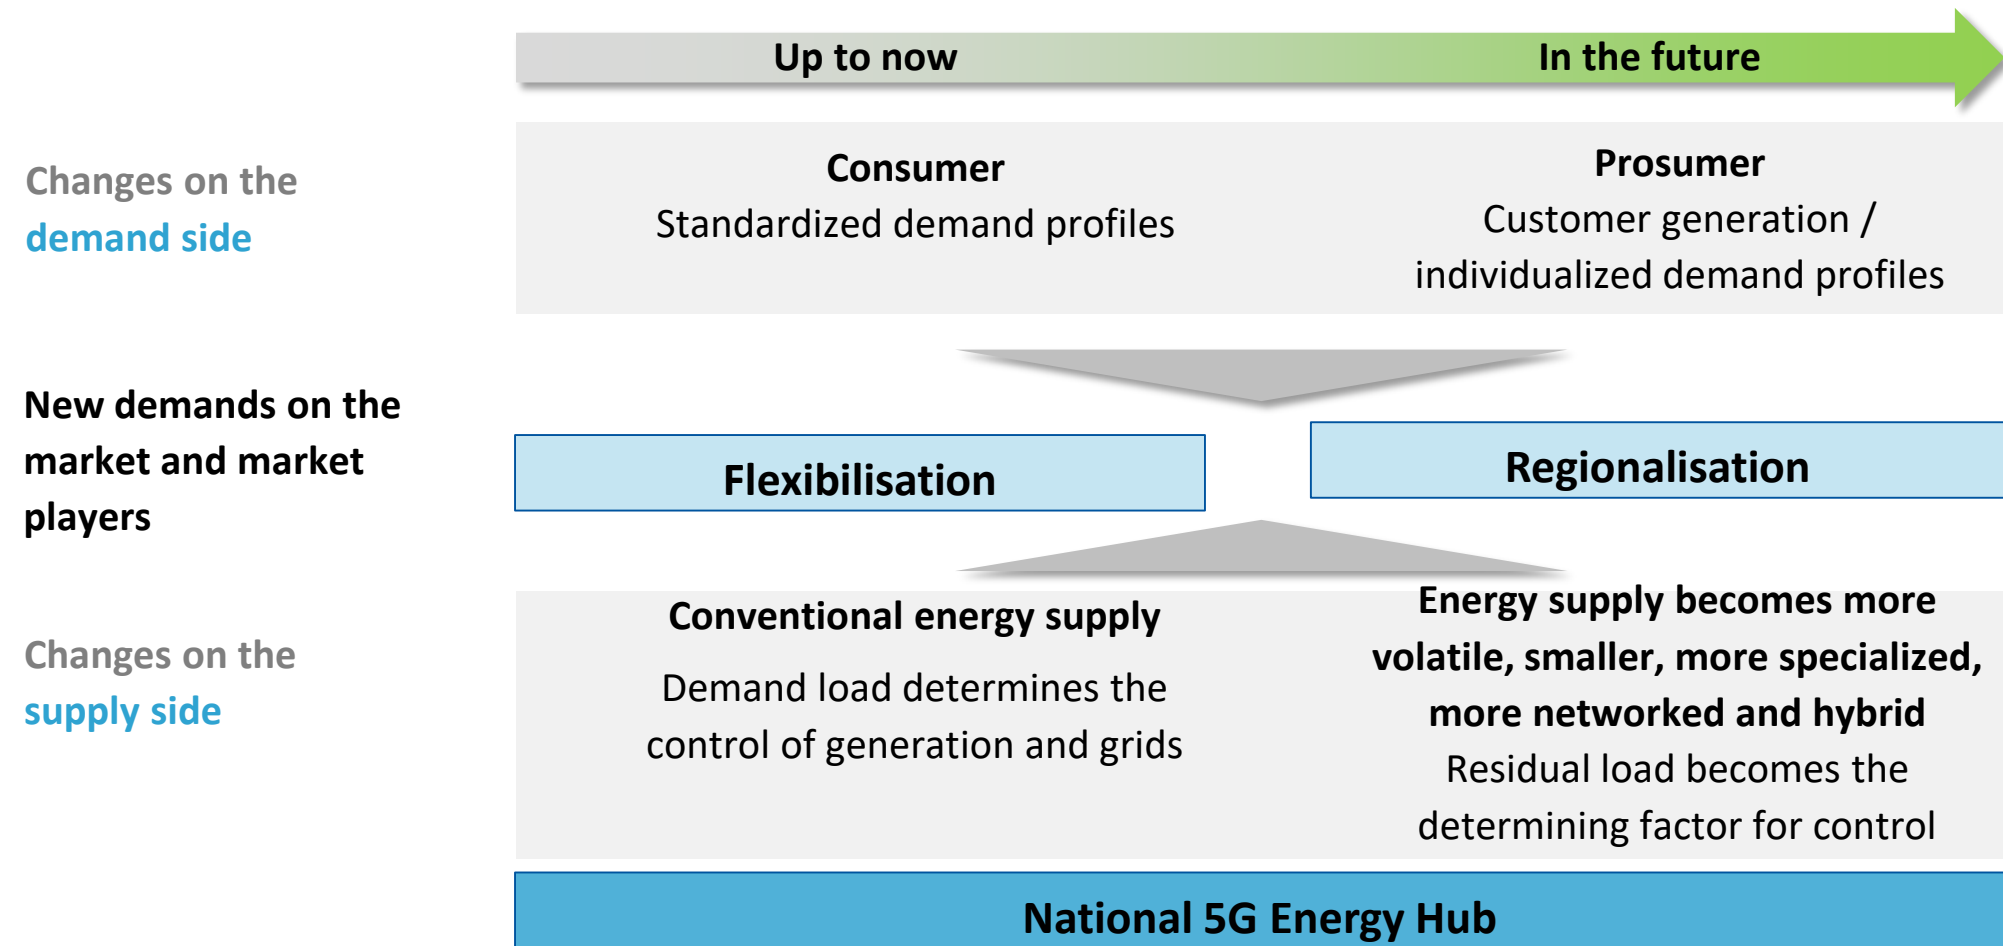 Up to now
In the future
Changes on the
demand side
Consumer
Standardized demand profiles
Prosumer
Customer generation /
individualized demand profiles
New demands on the
market and market
players
Flexibilisation
Regionalisation
Changes on the
supply side
Conventional energy supply
Demand load determines the
control of generation and grids
Energy supply becomes more
volatile, smaller, more specialized,
more networked and hybrid
Residual load becomes the
determining factor for control
National 5G Energy Hub